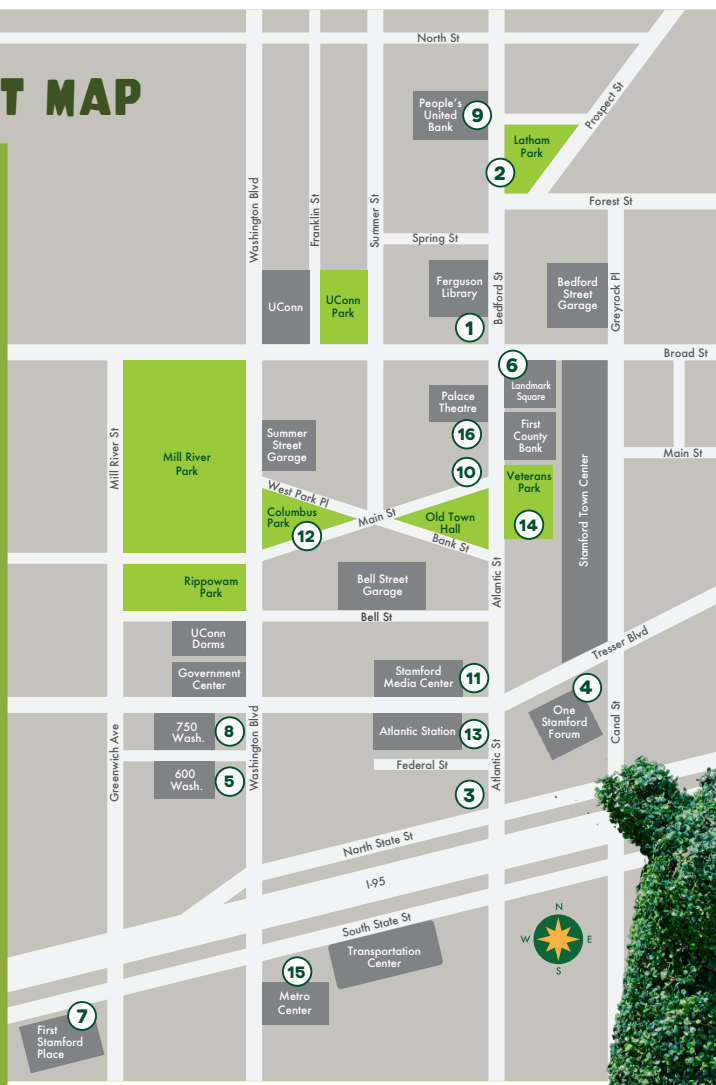 T MAP
North St
Prospect St
People's
United
Bank
9
Latham
Park
2
Washington Blvd
Franklin St
Summer St
Forest St
Spring St
UConn
UConn
Park
Ferguson
Library
Bedford St
Bedford
Street
Garage
Greyrock Pl
1
Broad St
6
Landmark
Square
Palace
Theatre
16
First
County
Bank
Mill River St
Mill River
Park
Summer
Street
Garage
Main St
10
Stamford Town Center
West Park Pl
Veterans
Park
14
Columbus
Park
12
Main St
Old Town
Hall
Bank St
Atlantic St
Rippowam
Park
Bell Street
Garage
Bell St
UConn
Dorms
Tresser Blvd
Government
Center
Stamford
Media Center
11
4
One
Stamford
Forum
Canal St
Greenwich Ave
750
Wash.
8
Washington Blvd
Atlantic Station
13
Atlantic St
Federal St
600
Wash.
5
3
North State St
I-95
South State St
N
W
E
S
Transportation
Center
15
Metro
Center
7
First
Stamford
Place